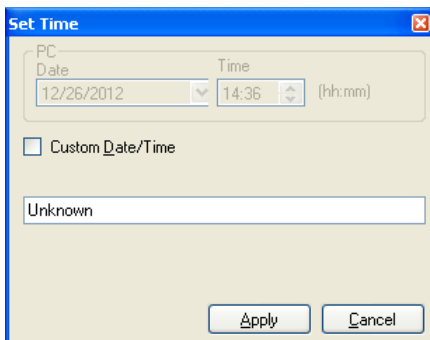 Set Time
PC
Date Time
12/26/2012 14:36 (hh:mm)
Custom Date/Time
Unknown
Apply Cancel